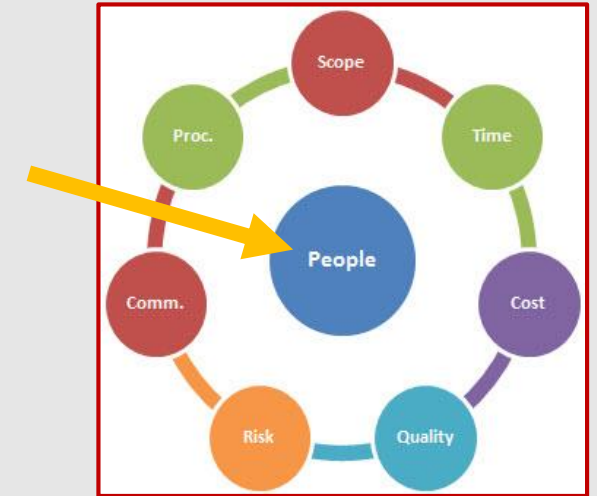 Scope
Time
Cost
Quality
Risk
Comm.
Proc.
People